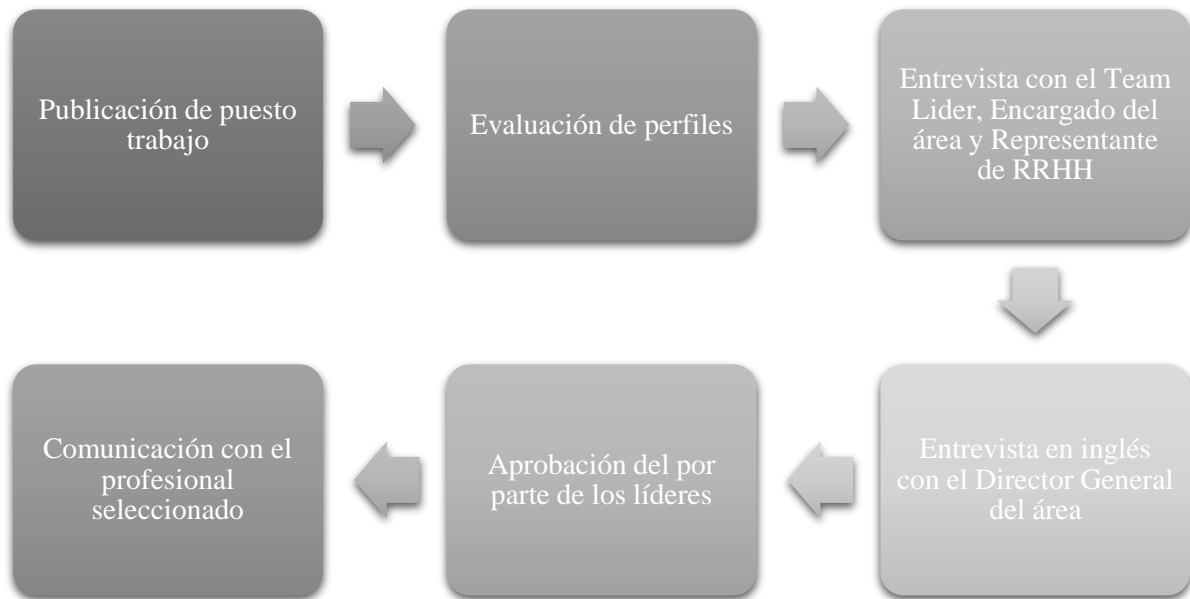 Publicación de puesto
trabajo
Evaluación de perfiles
Entrevista con el Team
Lider, Encargado del
área y Representante
de RRHH
Entrevista en inglés
con el Director General
del área
Aprobación del por
parte de los líderes
Comunicación con el
profesional
seleccionado